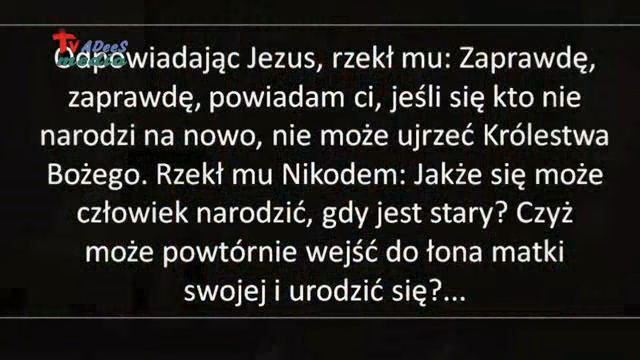 TV ADeeS
media
Odpowiadając Jezus, rzekł mu: Zaprawdę,
zaprawdę, powiadam ci, jeśli się kto nie
narodzi na nowo, nie może ujrzeć Królestwa
Bożego. Rzekł mu Nikodem: Jakże się może
człowiek narodzić, gdy jest stary? Czyż
może powtórnie wejść do łona matki
swojej i urodzić się?...